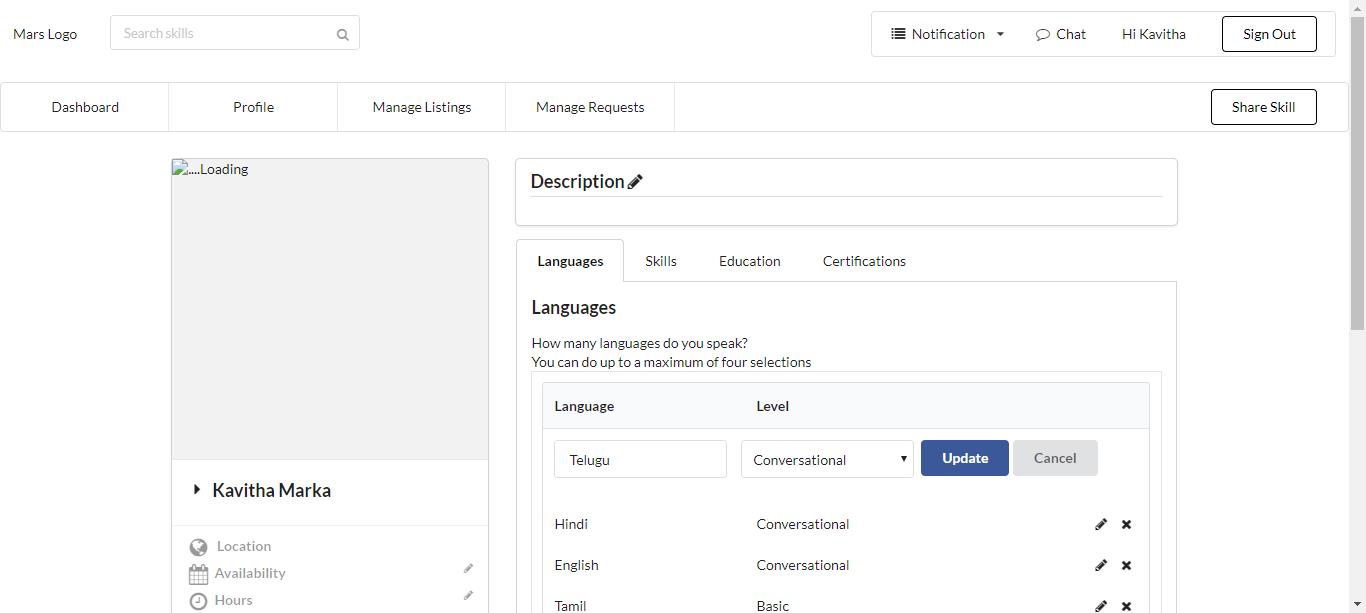 Mars Logo
Search skills
Notification
Chat
Hi Kavitha
Sign Out
Dashboard
Profile
Manage Listings
Manage Requests
Share Skill
....Loading
Kavitha Marka
Location
Availability
Hours
Description
Languages
Skills
Education
Certifications
Languages
How many languages do you speak?
You can do up to a maximum of four selections
Language Level
Telugu Conversational Update Cancel
Hindi Conversational
English Conversational
Tamil Basic